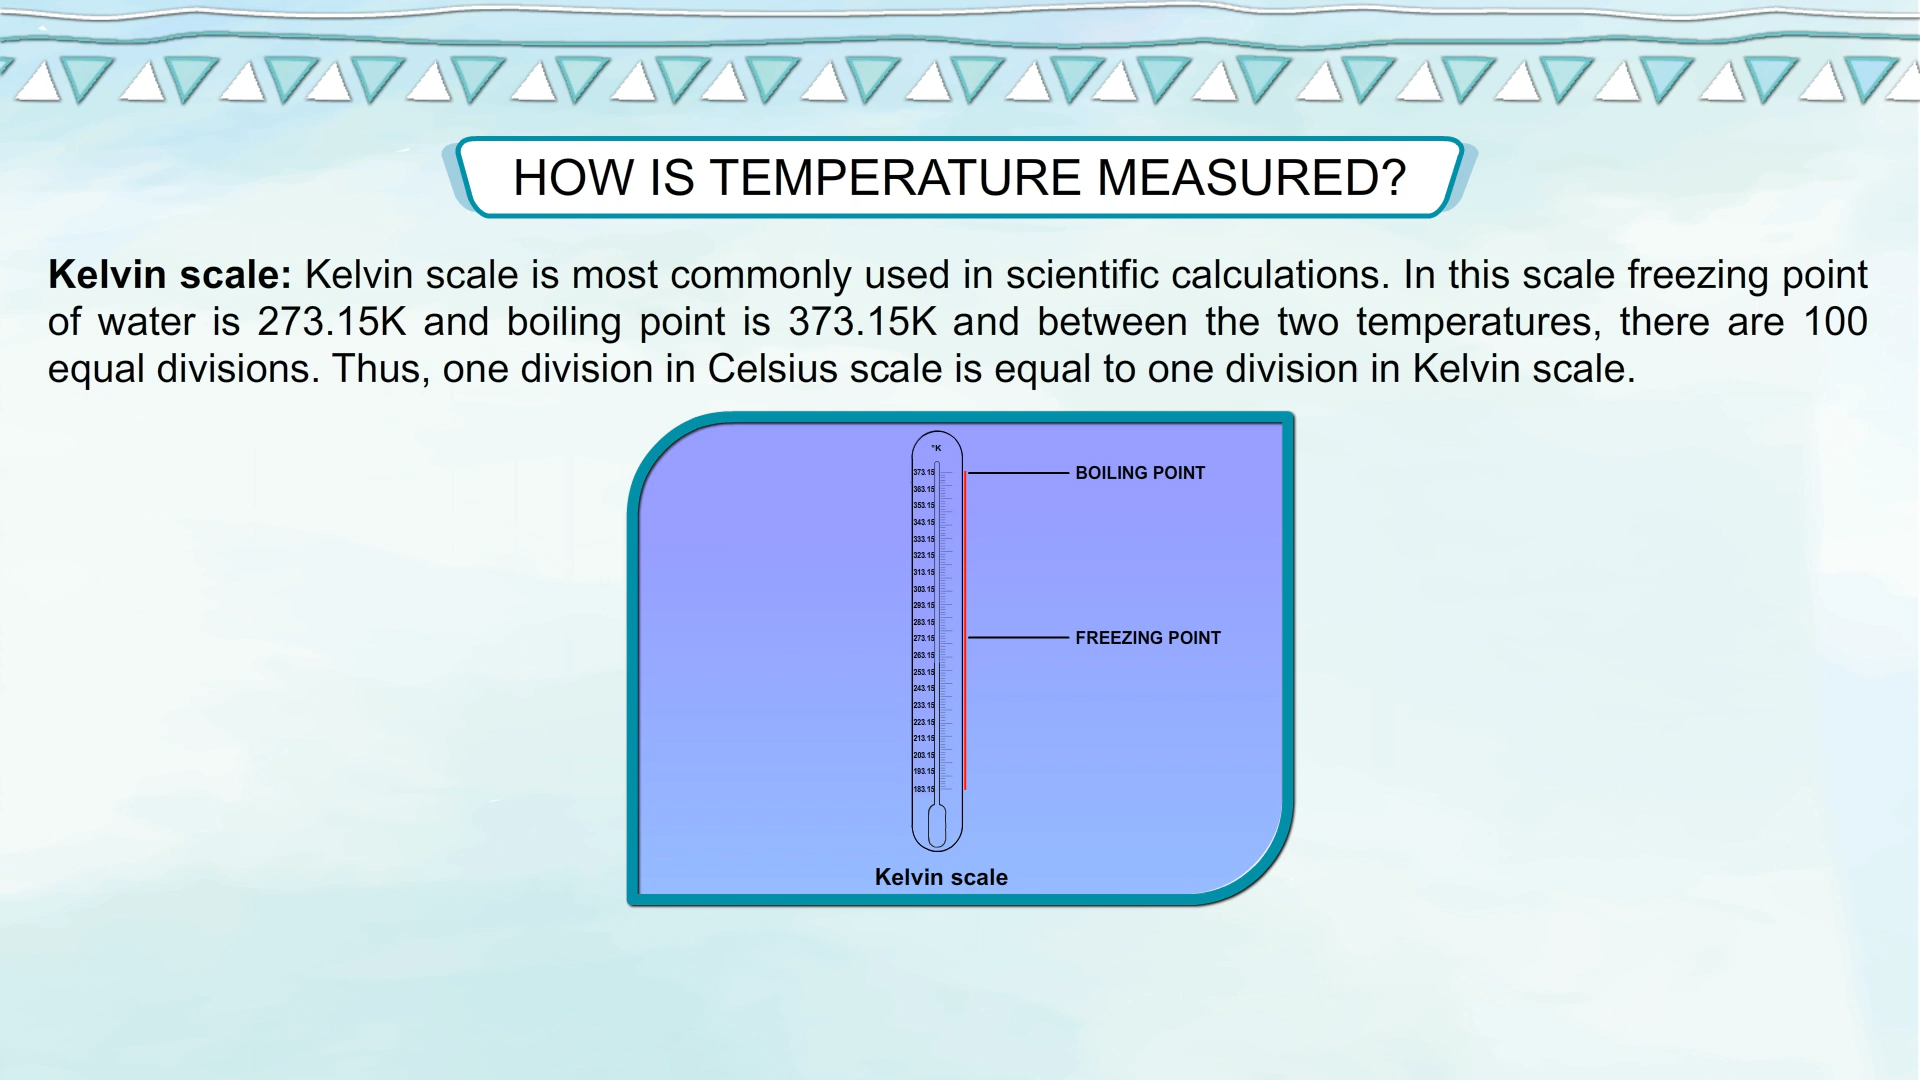 HOW IS TEMPERATURE MEASURED?
Kelvin scale: Kelvin scale is most commonly used in scientific calculations. In this scale freezing point
of water is 273.15K and boiling point is 373.15K and between the two temperatures, there are 100
equal divisions. Thus, one division in Celsius scale is equal to one division in Kelvin scale.
°K
373.15
BOILING POINT
363.15
353.15
343.15
333.15
323.15
313.15
303.15
293.15
283.15
273.15
FREEZING POINT
263.15
253.15
243.15
233.15
223.15
213.15
203.15
193.15
183.15
Kelvin scale